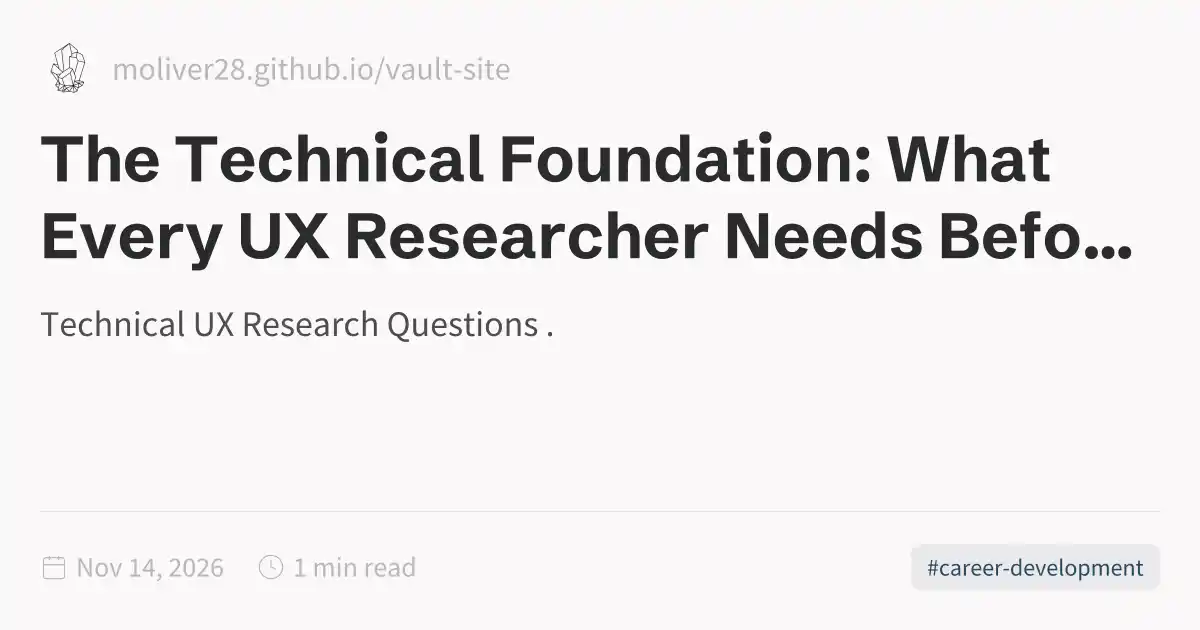 moliver28.github.io/vault-site
The Technical Foundation: What
Every UX Researcher Needs Befo...
Technical UX Research Questions .
Nov 14, 2026 1 min read #career-development